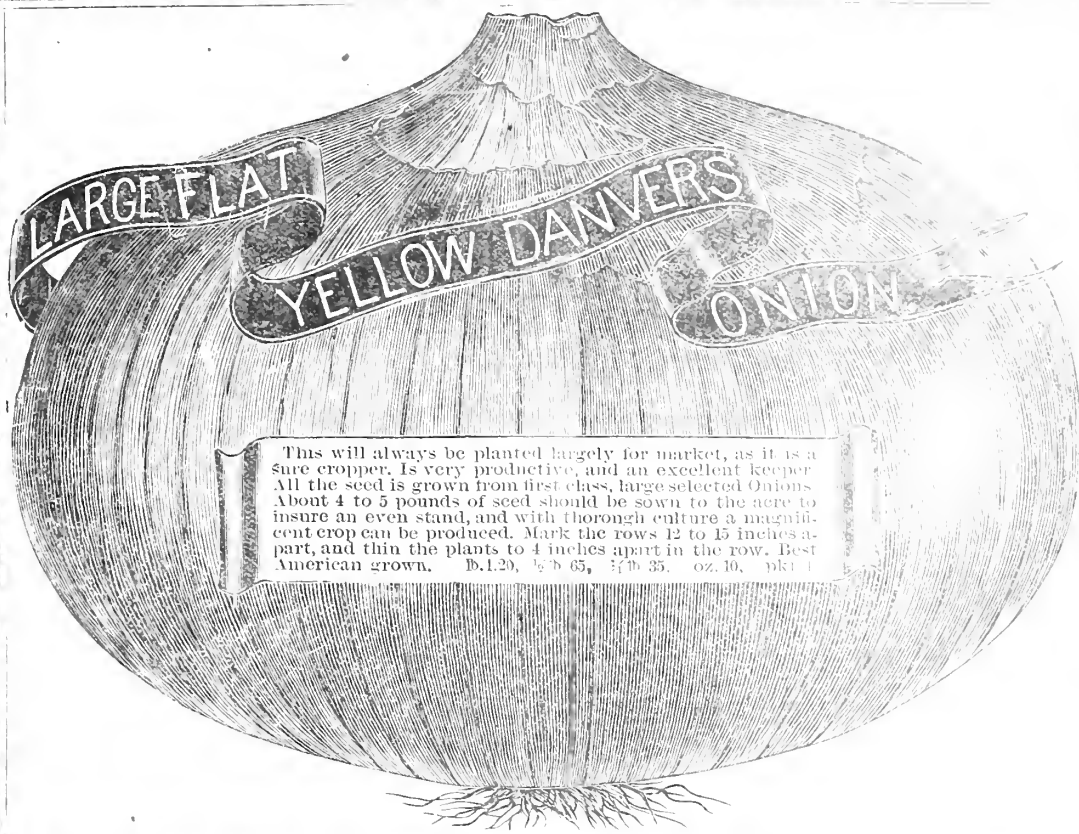 LARGE FLAT
YELLOW DANVERS
ONION
This will always be planted largely for market, as it is a
sure cropper. Is very productive, and an excellent keeper
All the seed is grown from first class, large selected Onions
About 4 to 5 pounds of seed should be sown to the acre to
insure an even stand, and with thorough culture a magnifi-
cent crop can be produced. Mark the rows 12 to 15 inches a-
part, and thin the plants to 4 inches apart in the row. Best
American grown. lb. 1.20, ½ lb 65, lb 35. oz. 10, pkt